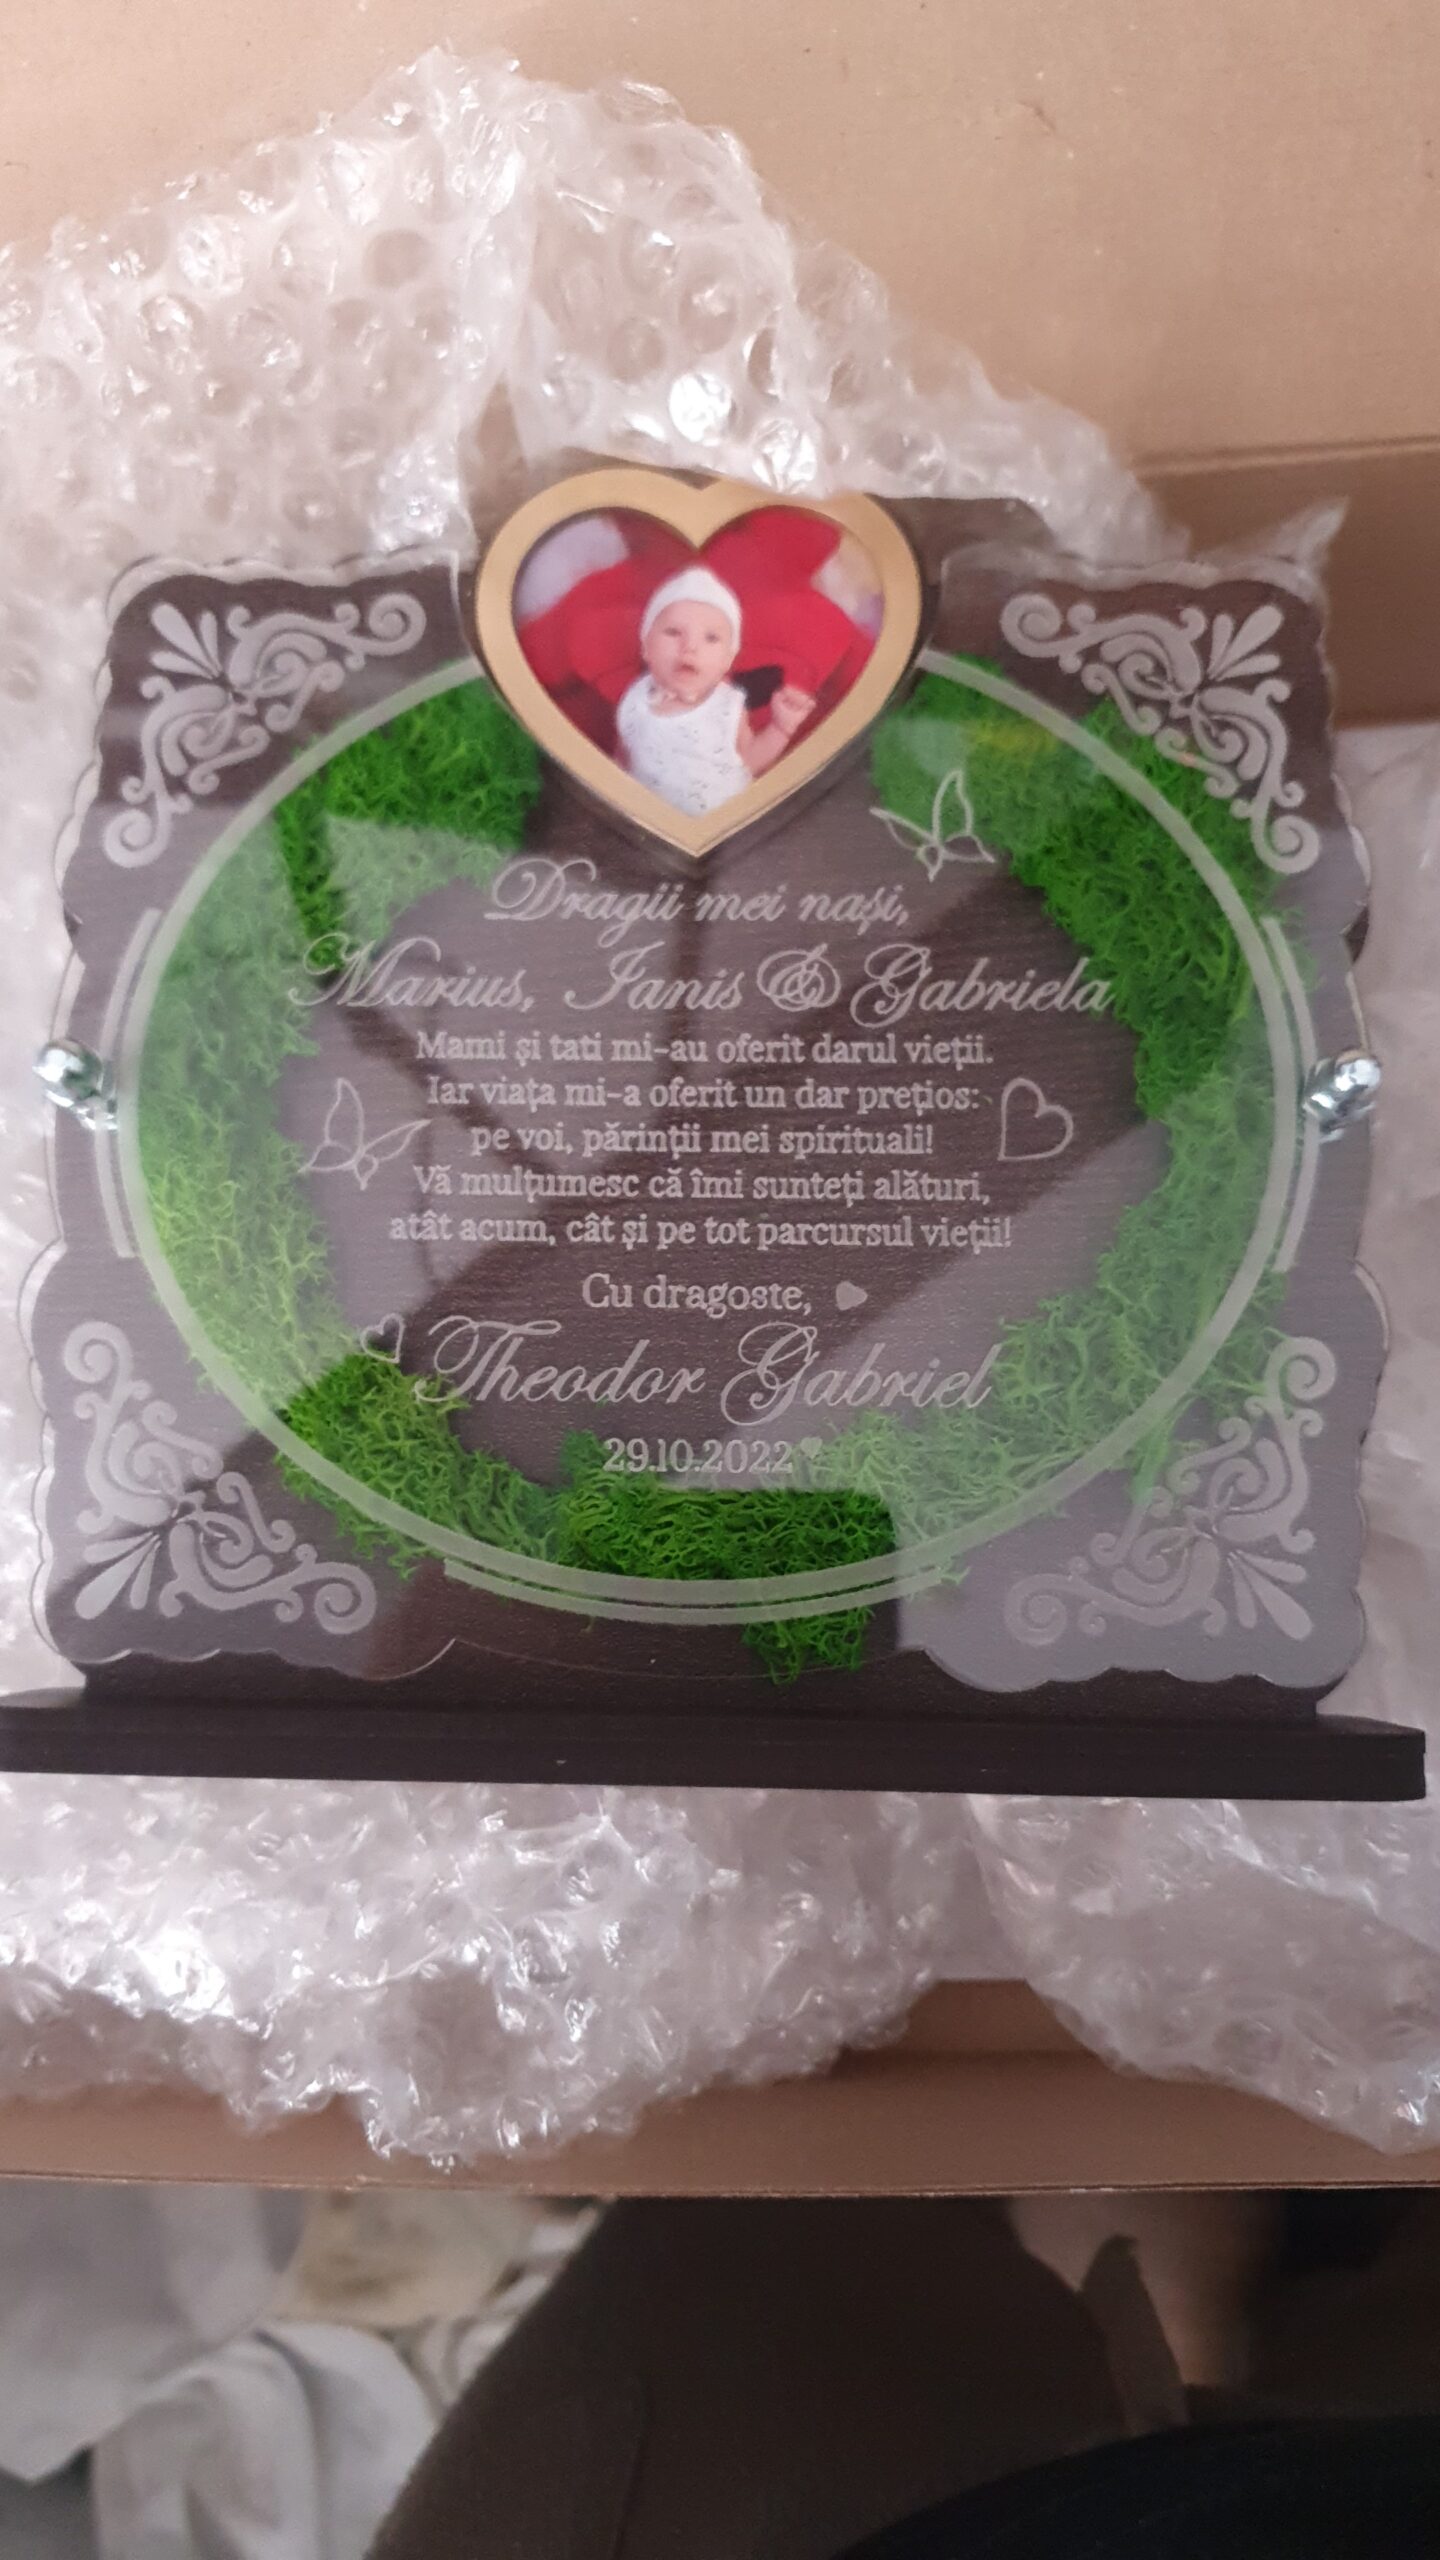 Dragii mei nași,
Marius, Ianis & Gabriela
Mami și tati mi-au oferit darul vieții.
Iar viața mi-a oferit un dar prețios:
pe voi, părinții mei spirituali!
Vă mulțumesc că îmi sunteți alături,
atât acum, cât și pe tot parcursul vieții!
Cu dragoste,
Theodor Gabriel
29.10.2022